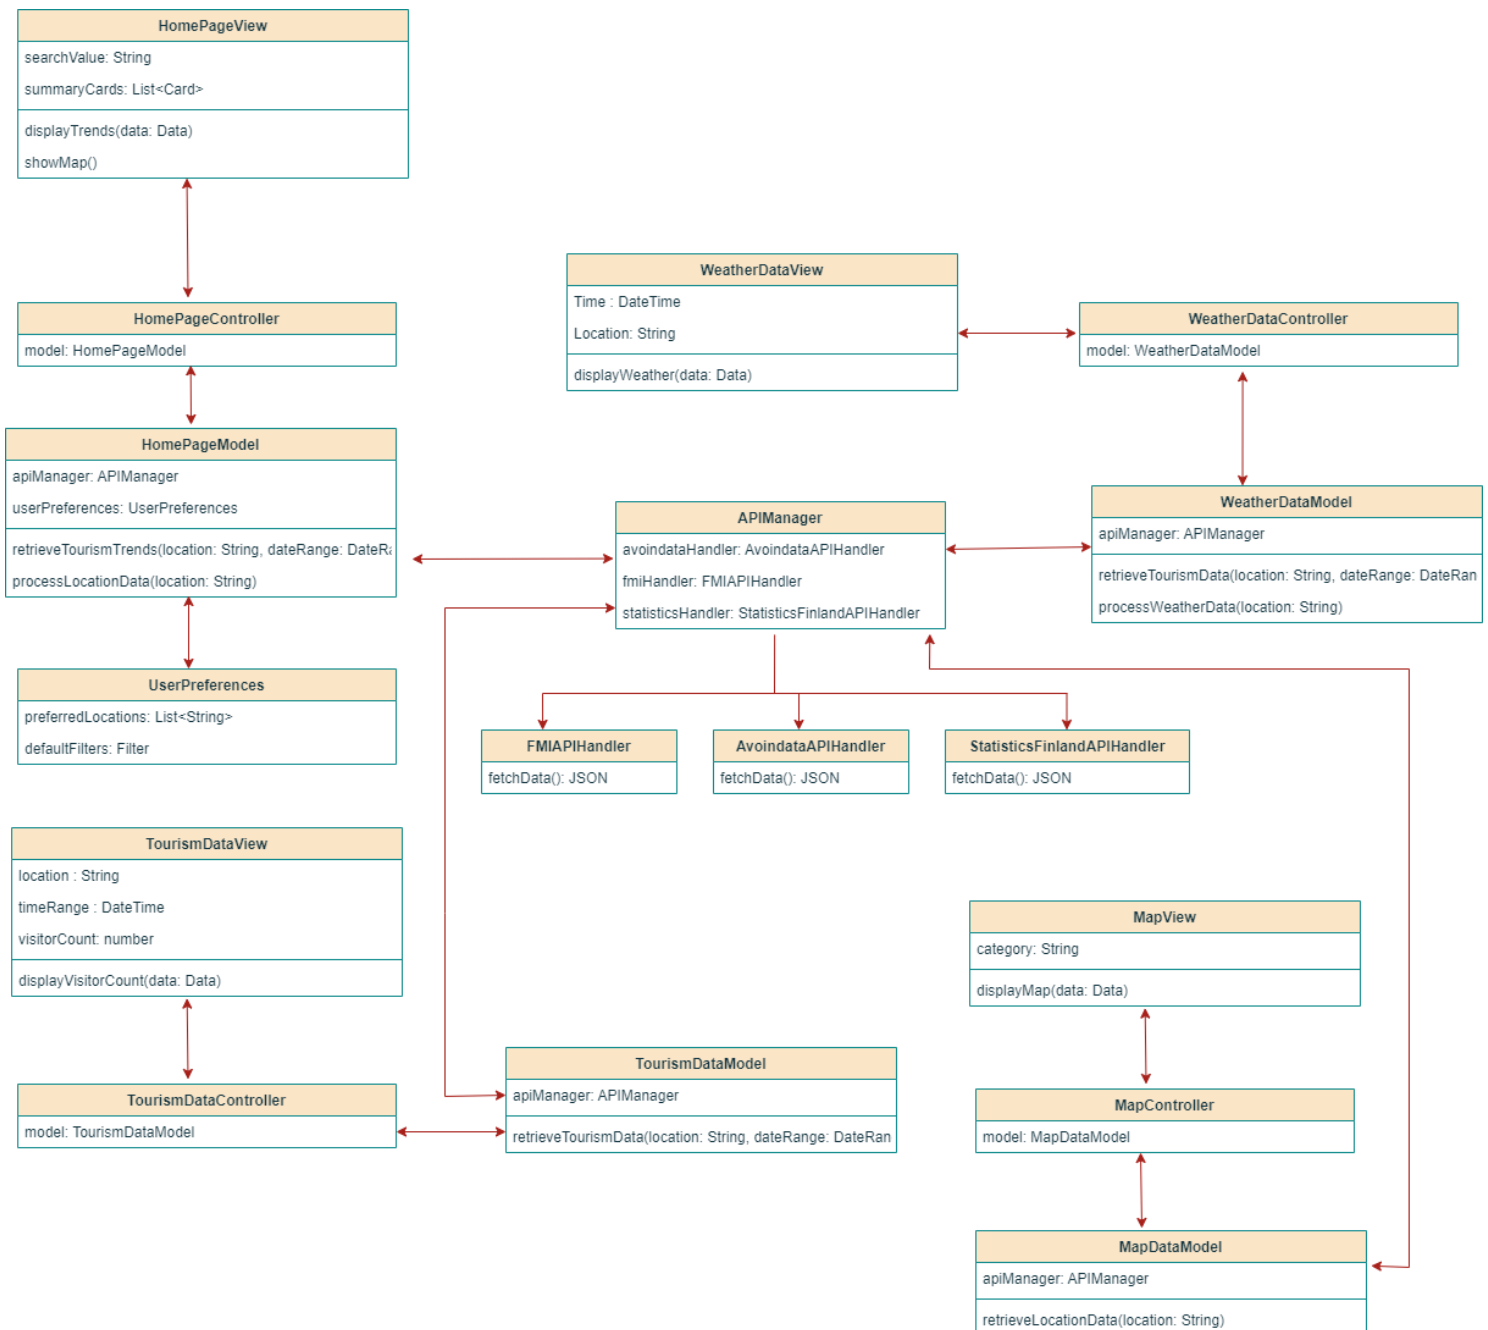 HomePageView
searchValue: String
summaryCards: List<Card>
displayTrends(data: Data)
showMap()
HomePageController
model: HomePageModel
HomePageModel
apiManager: APIManager
userPreferences: UserPreferences
retrieveTourismTrends(location: String, dateRange: DateRa
processLocationData(location: String)
UserPreferences
preferredLocations: List<String>
defaultFilters: Filter
WeatherDataView
Time : DateTime
Location: String
displayWeather(data: Data)
WeatherDataController
model: WeatherDataModel
WeatherDataModel
apiManager: APIManager
retrieveTourismData(location: String, dateRange: DateRan
processWeatherData(location: String)
APIManager
avoindataHandler: AvoindataAPIHandler
fmiHandler: FMIAPIHandler
statisticsHandler: StatisticsFinlandAPIHandler
FMIAPIHandler
fetchData(): JSON
AvoindataAPIHandler
fetchData(): JSON
StatisticsFinlandAPIHandler
fetchData(): JSON
TourismDataView
location : String
timeRange : DateTime
visitorCount: number
displayVisitorCount(data: Data)
TourismDataController
model: TourismDataModel
TourismDataModel
apiManager: APIManager
retrieveTourismData(location: String, dateRange: DateRan
MapView
category: String
displayMap(data: Data)
MapController
model: MapDataModel
MapDataModel
apiManager: APIManager
retrieveLocationData(location: String)